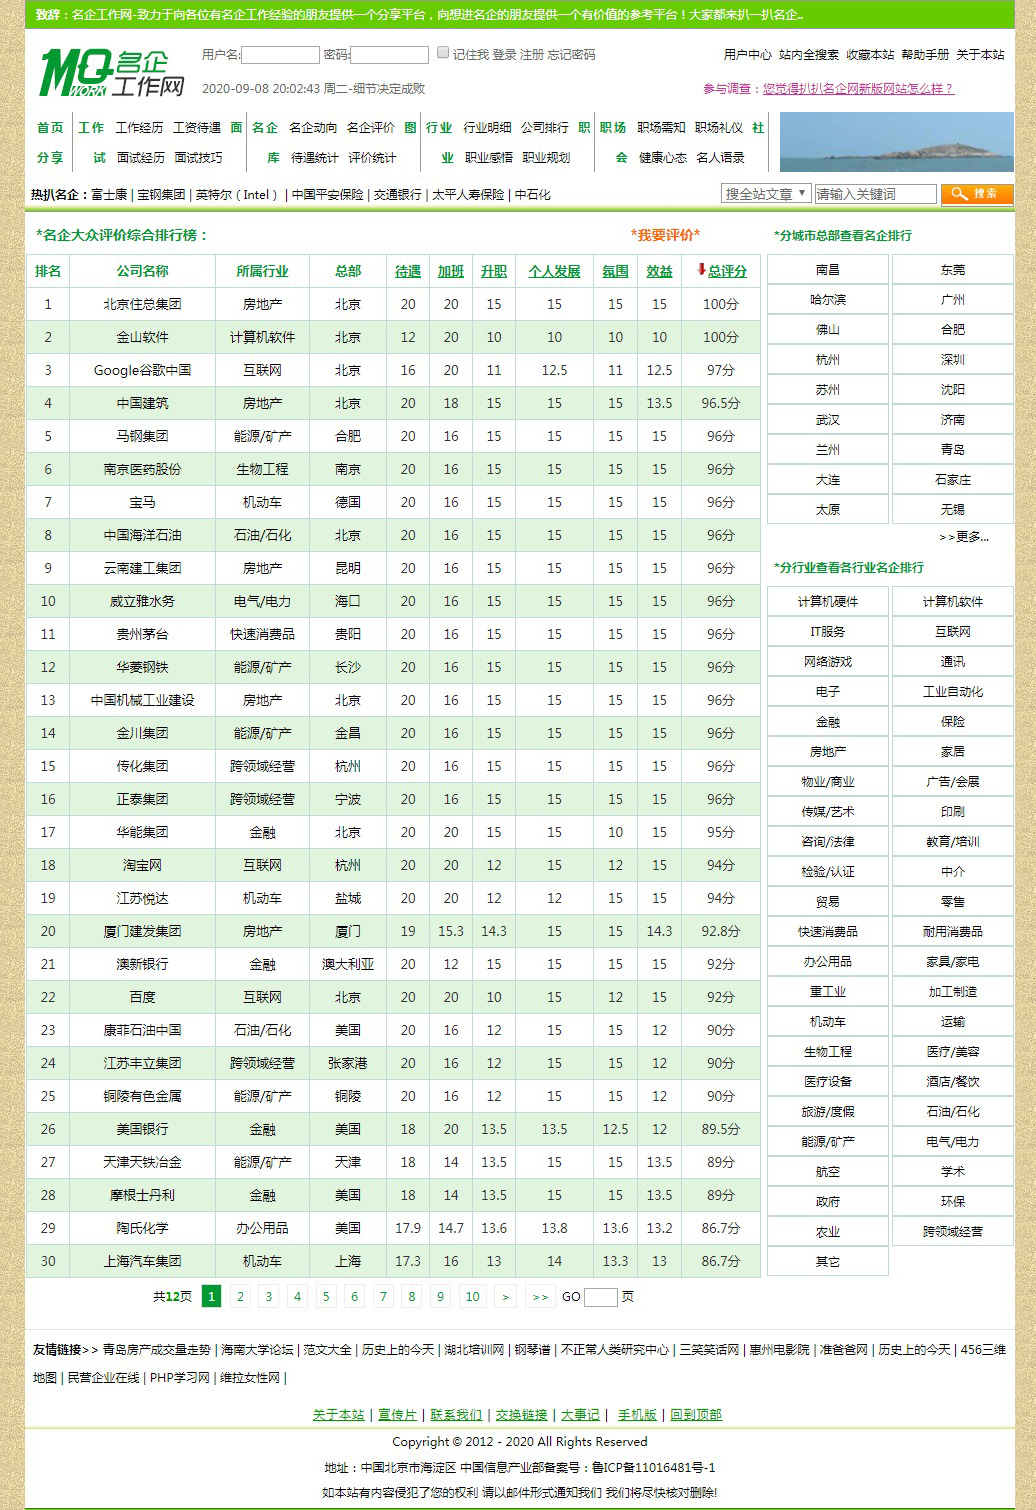 致辞：名企工作网-致力于向各位有名企工作经验的朋友提供一个分享平台，向想进名企的朋友提供一个有价值的参考平台！大家都来扒一扒名企..
MQ WORK 名企工作网
用户名: 密码: 记住我 登录 注册 忘记密码
用户中心 站内全搜索 收藏本站 帮助手册 关于本站
2020-09-08 20:02:43 周二-细节决定成败
参与调查：您觉得扒扒名企网新版网站怎么样？
首页 工作 工作经历 工资待遇 面 名企 名企动向 名企评价 图 行业 行业明细 公司排行 职 职场 职场需知 职场礼仪 社
分享 试 面试经历 面试技巧 库 待遇统计 评价统计 业 职业感悟 职业规划 会 健康心态 名人语录
热扒名企：富士康 | 宝钢集团 | 英特尔（Intel ） | 中国平安保险 | 交通银行 | 太平人寿保险 | 中石化
搜全站文章 ▼ 请输入关键词 搜索
*名企大众评价综合排行榜：
*我要评价*
排名 公司名称 所属行业 总部 待遇 加班 升职 个人发展 氛围 效益 总评分
1 北京住总集团 房地产 北京 20 20 15 15 15 15 100分
2 金山软件 计算机软件 北京 12 20 10 10 10 10 100分
3 Google谷歌中国 互联网 北京 16 20 11 12.5 11 12.5 97分
4 中国建筑 房地产 北京 20 18 15 15 15 13.5 96.5分
5 马钢集团 能源/矿产 合肥 20 16 15 15 15 15 96分
6 南京医药股份 生物工程 南京 20 16 15 15 15 15 96分
7 宝马 机动车 德国 20 16 15 15 15 15 96分
8 中国海洋石油 石油/石化 北京 20 16 15 15 15 15 96分
9 云南建工集团 房地产 昆明 20 16 15 15 15 15 96分
10 威立雅水务 电气/电力 海口 20 16 15 15 15 15 96分
11 贵州茅台 快速消费品 贵阳 20 16 15 15 15 15 96分
12 华菱钢铁 能源/矿产 长沙 20 16 15 15 15 15 96分
13 中国机械工业建设 房地产 北京 20 16 15 15 15 15 96分
14 金川集团 能源/矿产 金昌 20 16 15 15 15 15 96分
15 传化集团 跨领域经营 杭州 20 16 15 15 15 15 96分
16 正泰集团 跨领域经营 宁波 20 16 15 15 15 15 96分
17 华能集团 金融 北京 20 20 15 15 10 15 95分
18 淘宝网 互联网 杭州 20 20 12 15 12 15 94分
19 江苏悦达 机动车 盐城 20 20 12 12 15 15 94分
20 厦门建发集团 房地产 厦门 19 15.3 14.3 15 15 14.3 92.8分
21 澳新银行 金融 澳大利亚 20 12 15 15 15 15 92分
22 百度 互联网 北京 20 20 10 15 12 15 92分
23 康菲石油中国 石油/石化 美国 20 16 12 15 15 12 90分
24 江苏丰立集团 跨领域经营 张家港 20 16 12 15 15 12 90分
25 铜陵有色金属 能源/矿产 铜陵 20 16 12 15 15 12 90分
26 美国银行 金融 美国 18 20 13.5 13.5 12.5 12 89.5分
27 天津天铁冶金 能源/矿产 天津 18 14 13.5 15 15 13.5 89分
28 摩根士丹利 金融 美国 18 14 13.5 15 15 13.5 89分
29 陶氏化学 办公用品 美国 17.9 14.7 13.6 13.8 13.6 13.2 86.7分
30 上海汽车集团 机动车 上海 17.3 16 13 14 13.3 13 86.7分
共12页 1 2 3 4 5 6 7 8 9 10 > >> GO 页
*分城市总部查看名企排行
南昌 东莞
哈尔滨 广州
佛山 合肥
杭州 深圳
苏州 沈阳
武汉 济南
兰州 青岛
大连 石家庄
太原 无锡
>>更多...
*分行业查看各行业名企排行
计算机硬件 计算机软件
IT服务 互联网
网络游戏 通讯
电子 工业自动化
金融 保险
房地产 家居
物业/商业 广告/会展
传媒/艺术 印刷
咨询/法律 教育/培训
检验/认证 中介
贸易 零售
快速消费品 耐用消费品
办公用品 家具/家电
重工业 加工制造
机动车 运输
生物工程 医疗/美容
医疗设备 酒店/餐饮
旅游/度假 石油/石化
能源/矿产 电气/电力
航空 学术
政府 环保
农业 跨领域经营
其它
友情链接>> 青岛房产成交量走势 | 海南大学论坛 | 范文大全 | 历史上的今天 | 湖北培训网 | 钢琴谱 | 不正常人类研究中心 | 三笑笑话网 | 惠州电影院 | 准爸爸网 | 历史上的今天 | 456三维
地图 | 民营企业在线 | PHP学习网 | 维拉女性网 |
关于本站 | 宣传片 | 联系我们 | 交换链接 | 大事记 | 手机版 | 回到顶部
Copyright © 2012 - 2020 All Rights Reserved
地址：中国北京市海淀区 中国信息产业部备案号：鲁ICP备11016481号-1
如本站有内容侵犯了您的权利 请以邮件形式通知我们 我们将尽快核对删除!